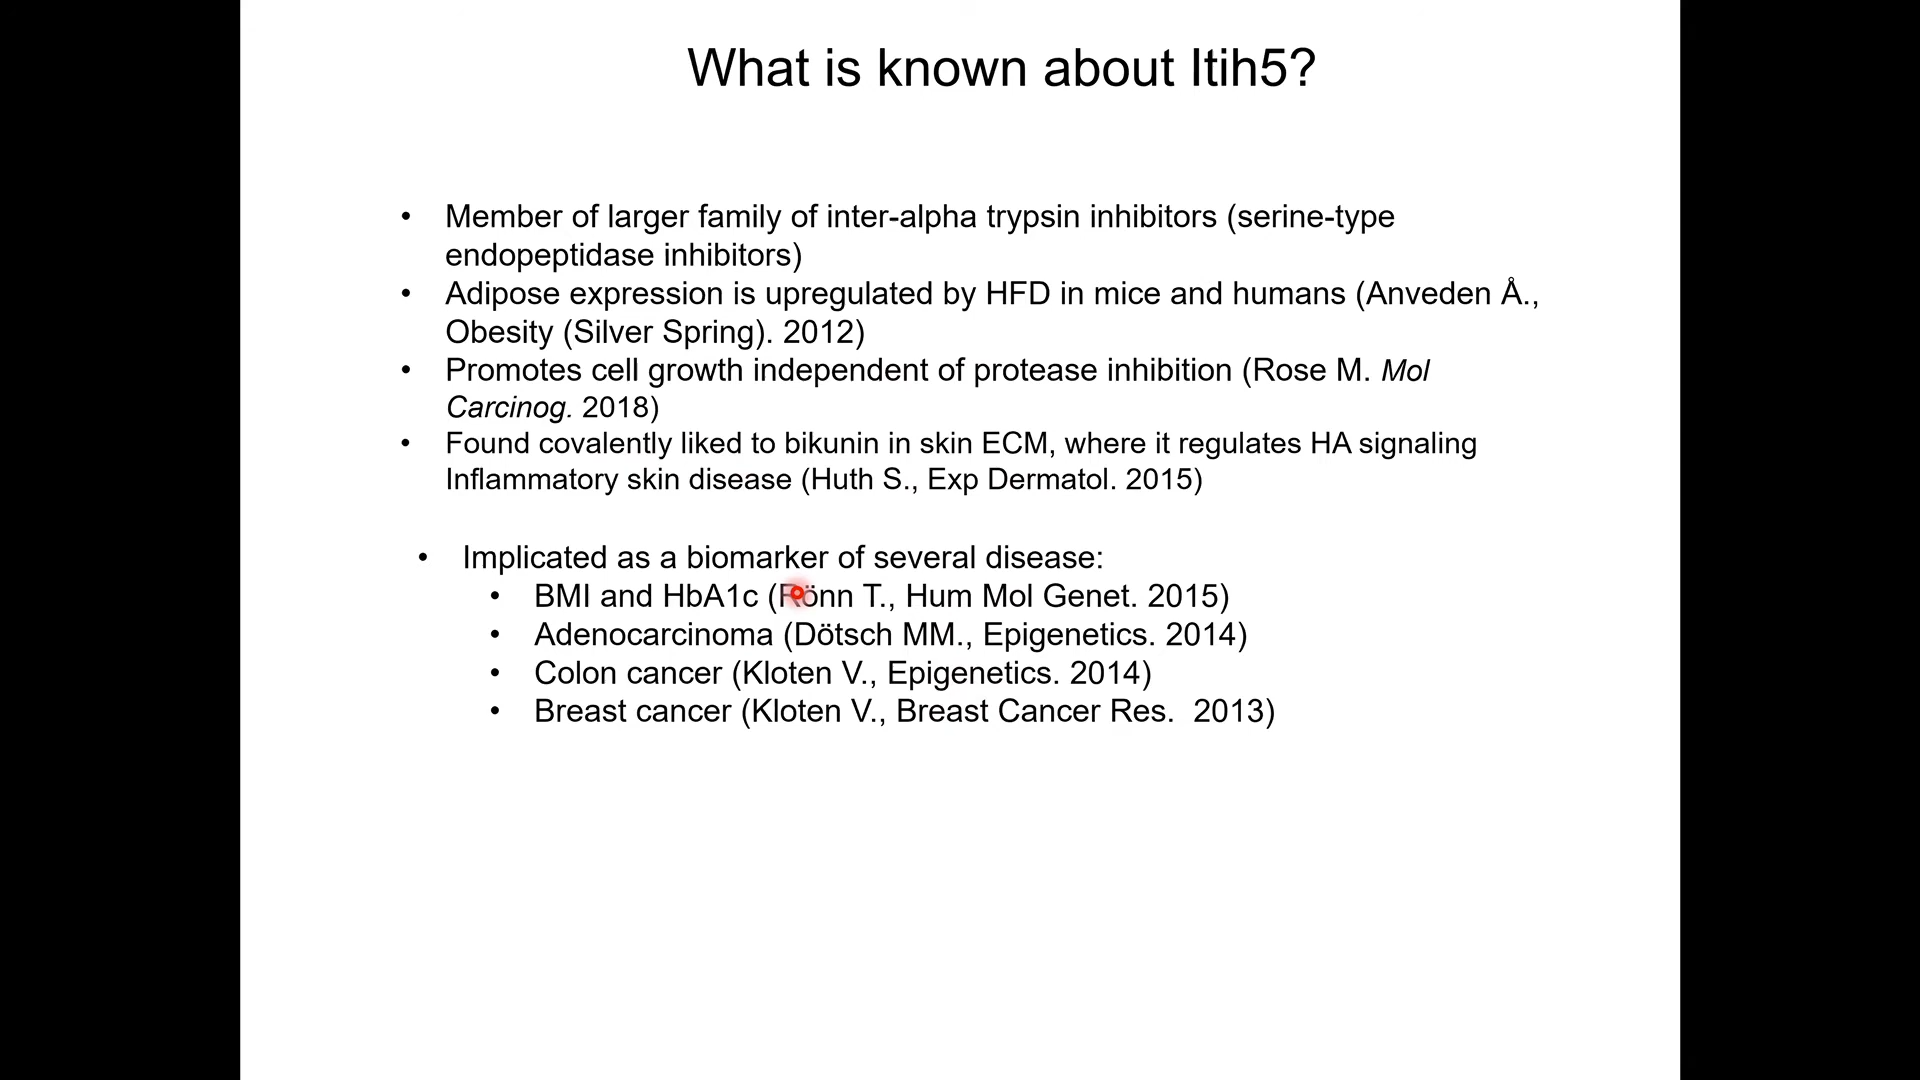 What is known about Itih5?
• Member of larger family of inter-alpha trypsin inhibitors (serine-type
endopeptidase inhibitors)
• Adipose expression is upregulated by HFD in mice and humans (Anveden Å.,
Obesity (Silver Spring). 2012)
• Promotes cell growth independent of protease inhibition (Rose M. Mol
Carcinog. 2018)
• Found covalently liked to bikunin in skin ECM, where it regulates HA signaling
Inflammatory skin disease (Huth S., Exp Dermatol. 2015)
• Implicated as a biomarker of several disease:
• BMI and HbA1c (Rönn T., Hum Mol Genet. 2015)
• Adenocarcinoma (Dötsch MM., Epigenetics. 2014)
• Colon cancer (Kloten V., Epigenetics. 2014)
• Breast cancer (Kloten V., Breast Cancer Res.  2013)